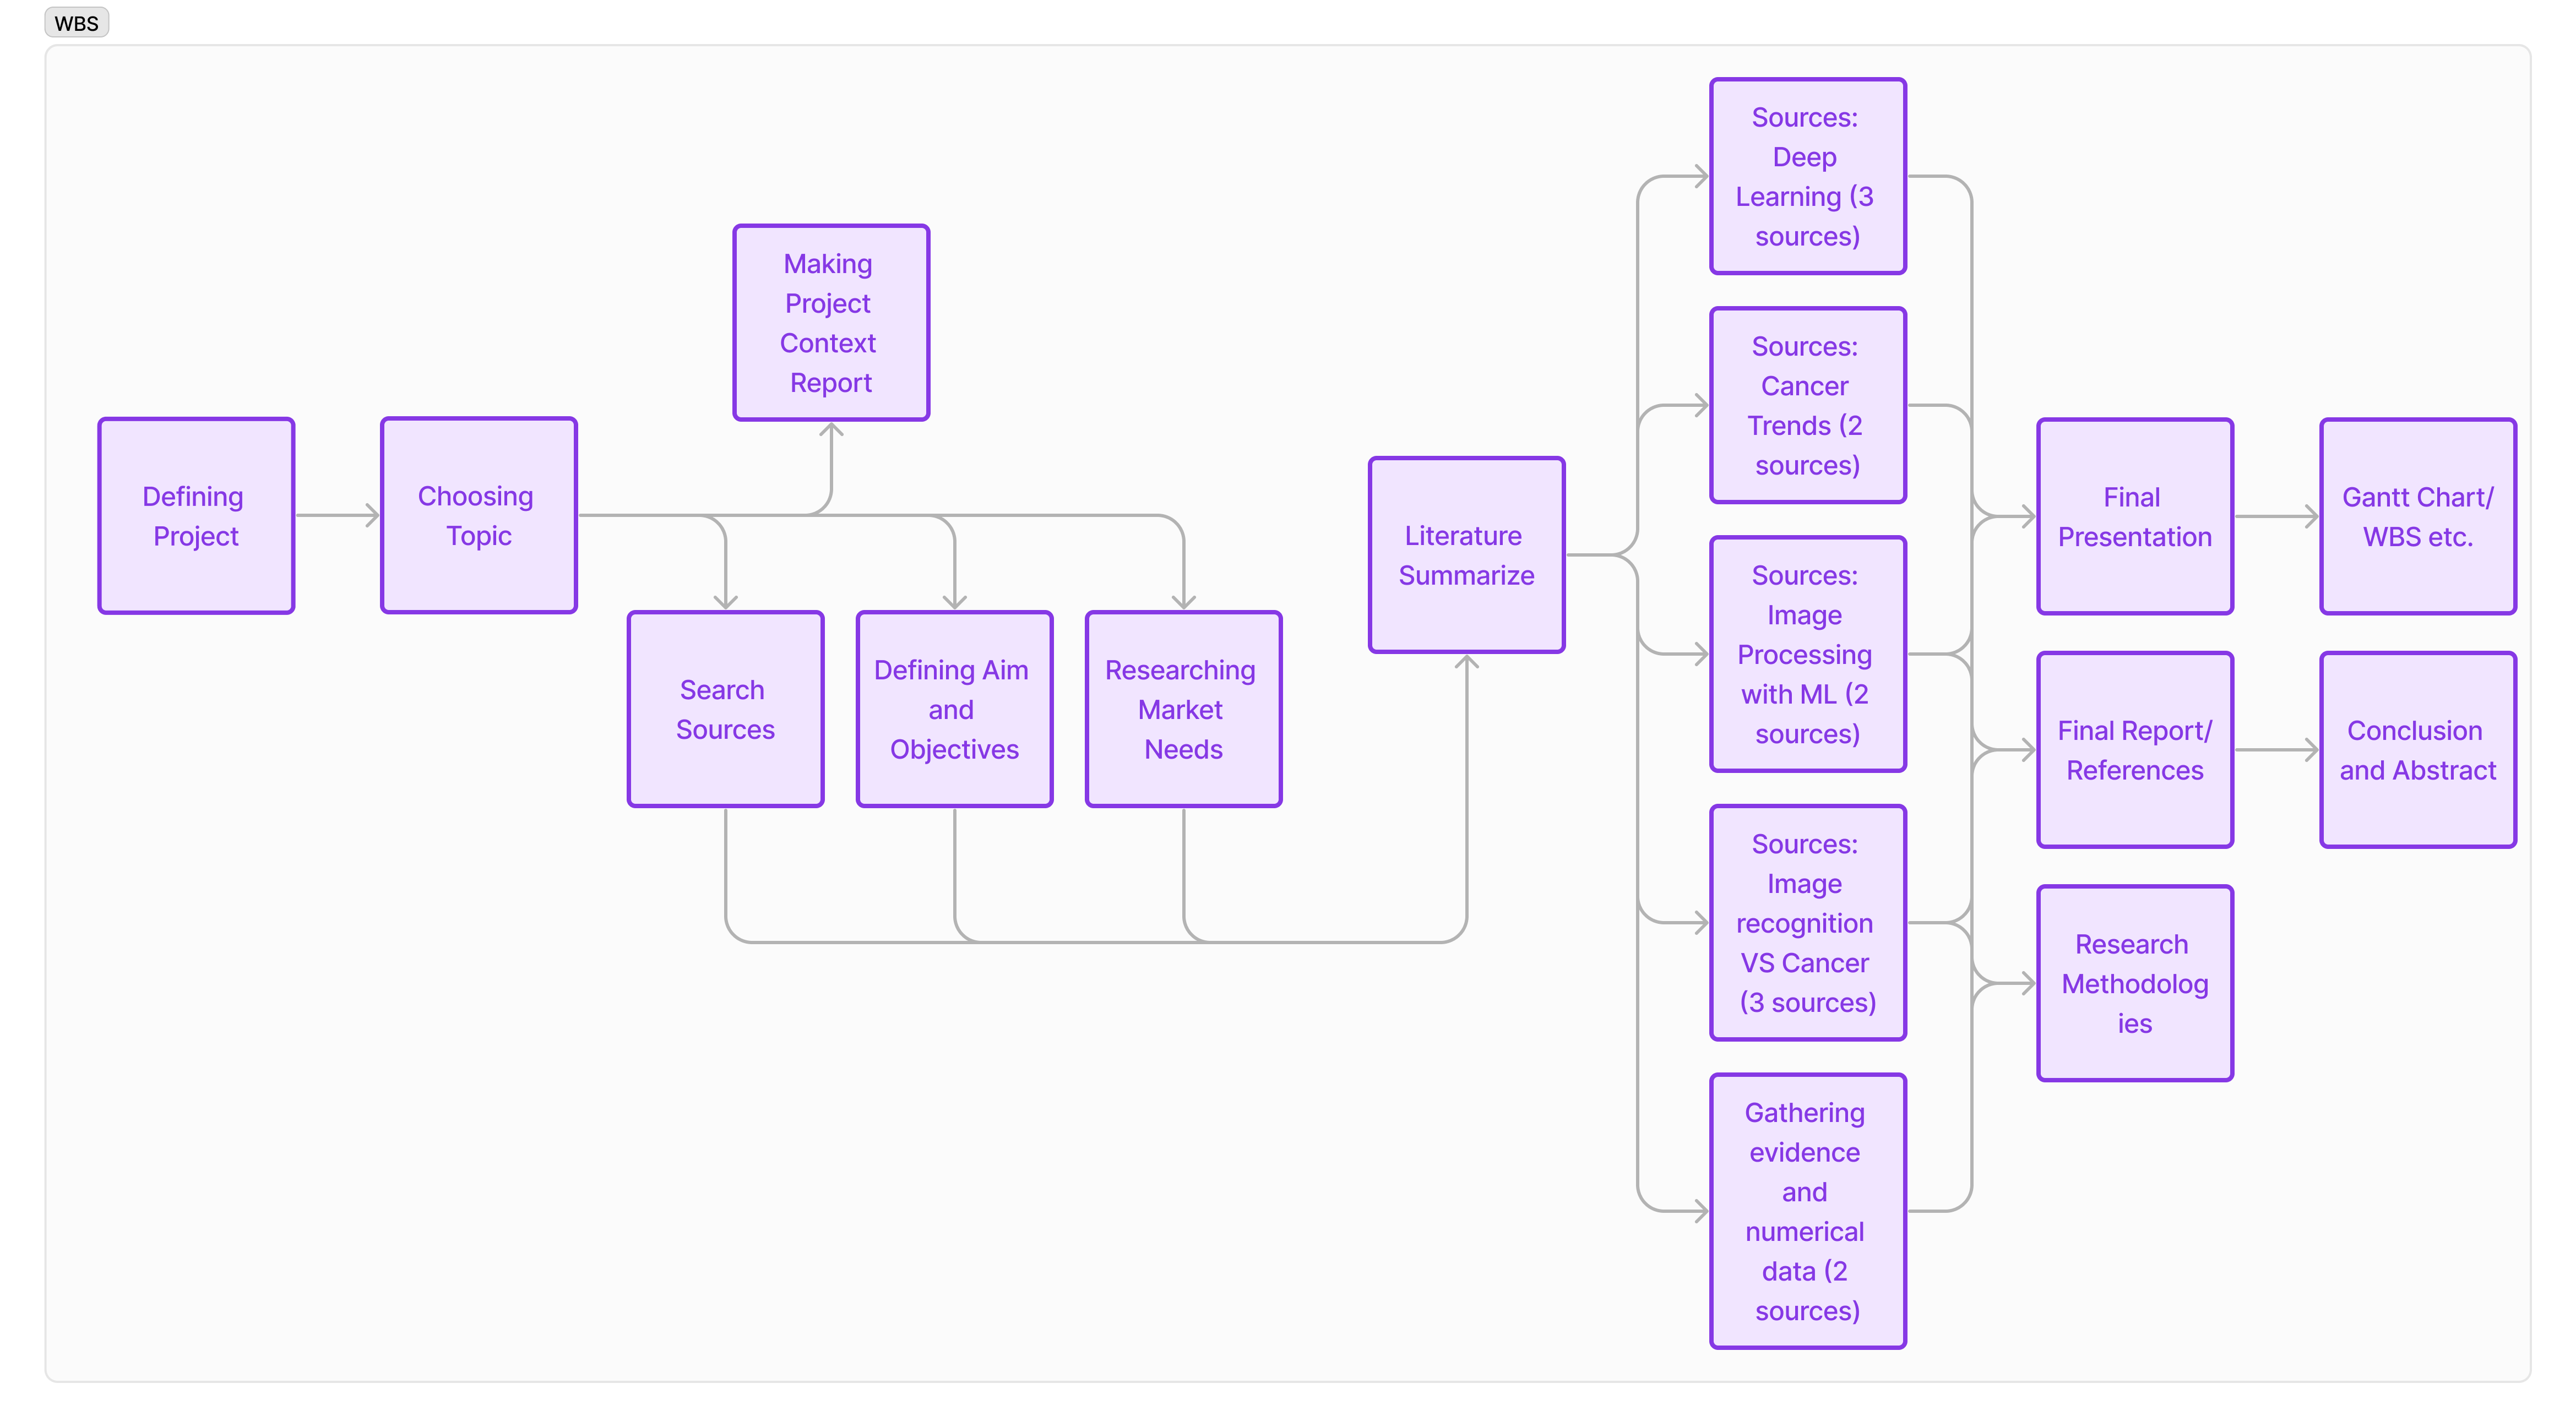 WBS
Defining
Project
Choosing
Topic
Making
Project
Context
Report
Search
Sources
Defining Aim
and
Objectives
Researching
Market
Needs
Literature
Summarize
Sources:
Deep
Learning (3
sources)
Sources:
Cancer
Trends (2
sources)
Sources:
Image
Processing
with ML (2
sources)
Sources:
Image
recognition
VS Cancer
(3 sources)
Gathering
evidence
and
numerical
data (2
sources)
Final
Presentation
Gantt Chart/
WBS etc.
Final Report/
References
Conclusion
and Abstract
Research
Methodolog
ies